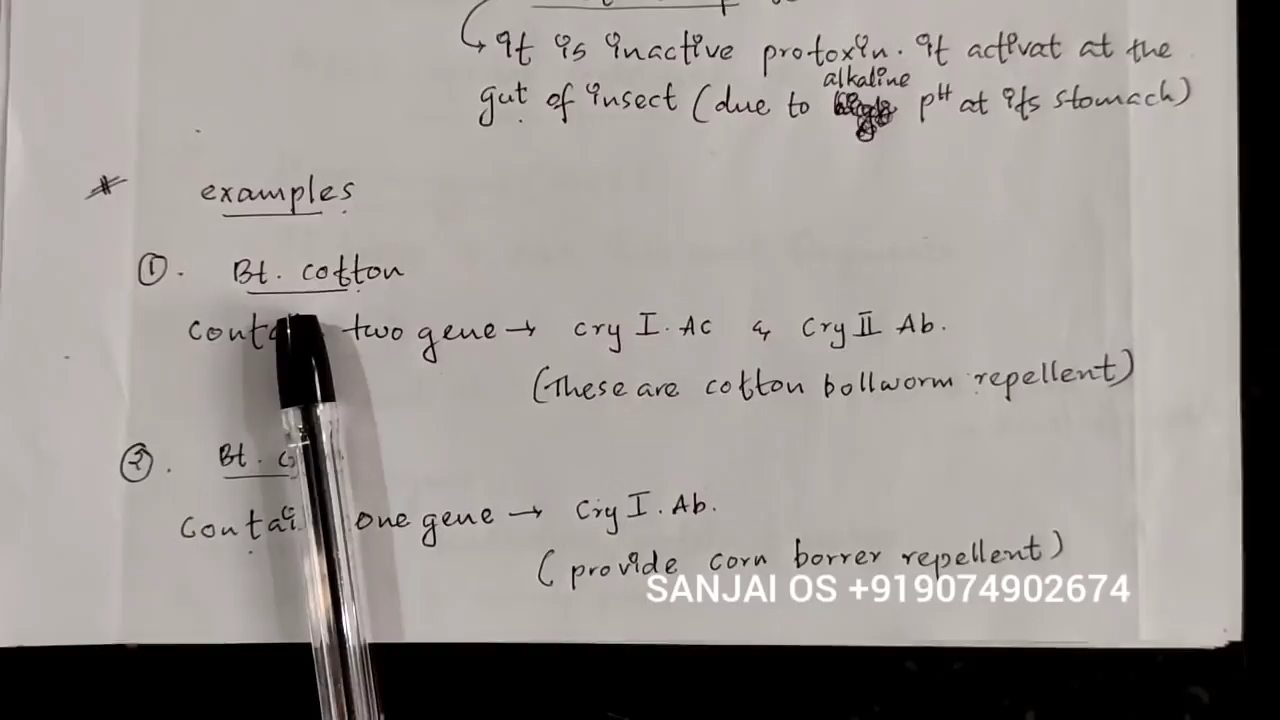 It is inactive protoxin. It activat at the
alkaline
gut of insect (due to pH at its stomach)
* examples
①. Bt. cotton
two gene → cry I. Ac & Cry II Ab.
(These are cotton bollworm repellent)
②. Bt.
one gene → Cry I. Ab.
(provide corn borrer repellent)
SANJAI OS +919074902674